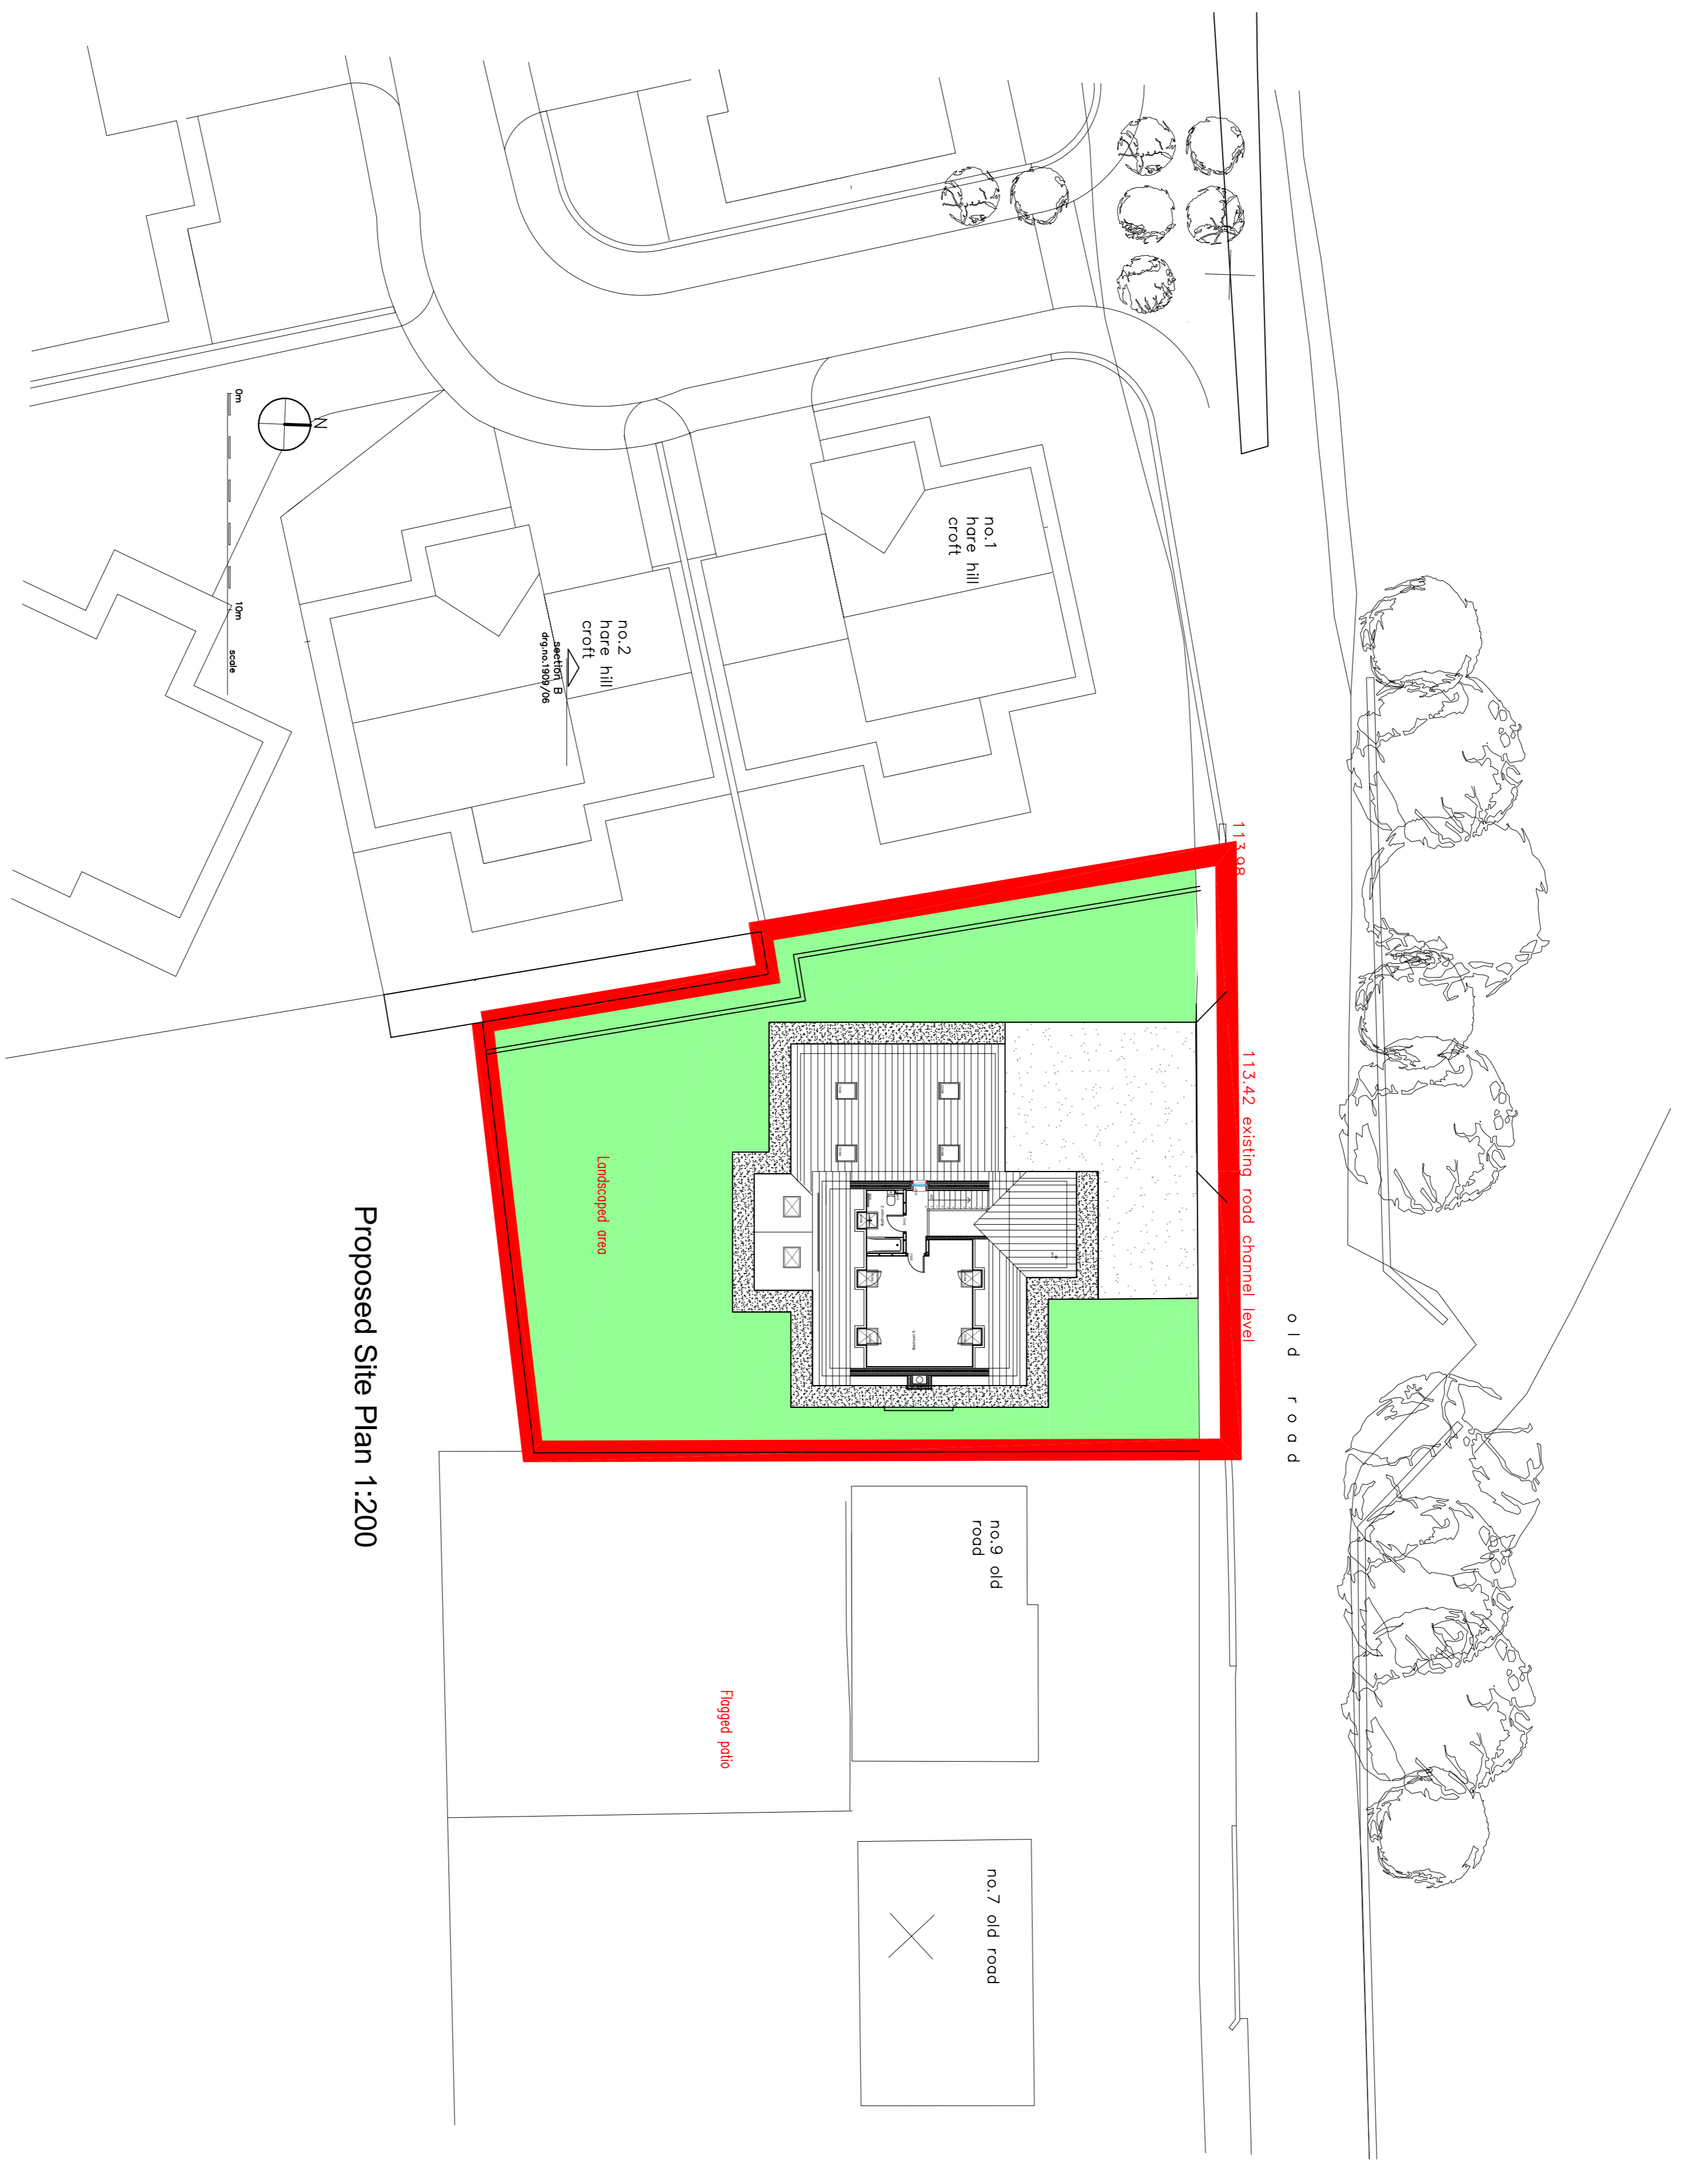 113.98
113.42 existing road channel level
old road
no.1
hare hill
croft
no.2
hare hill
croft
section B
drg.no.1909/06
N
0m
10m
scale
Landscaped area
no.9 old
road
Flagged patio
no.7 old road
Proposed Site Plan 1:200